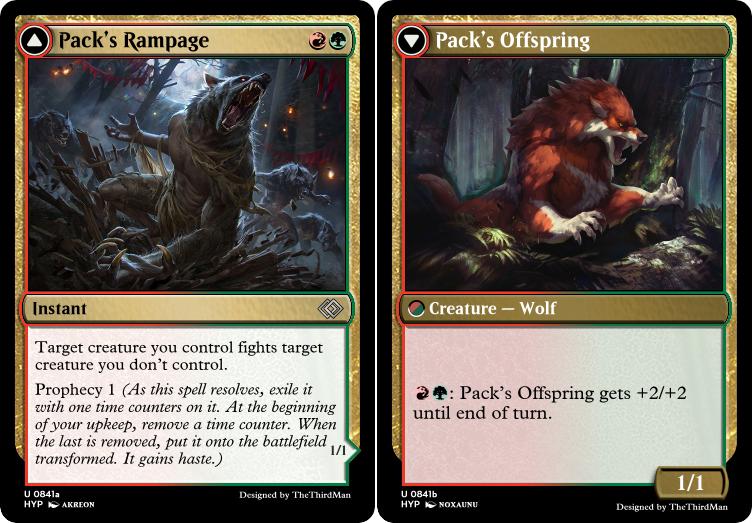 Pack's Rampage
Instant
Target creature you control fights target
creature you don't control.
Prophecy 1 (As this spell resolves, exile it
with one time counters on it. At the beginning
of your upkeep, remove a time counter. When
the last is removed, put it onto the battlefield
transformed. It gains haste.)
1/1
U 0841a
HYP AKREON
Designed by TheThirdMan
Pack's Offspring
Creature — Wolf
: Pack's Offspring gets +2/+2
until end of turn.
1/1
U 0841b
HYP NOXAUNU
Designed by TheThirdMan